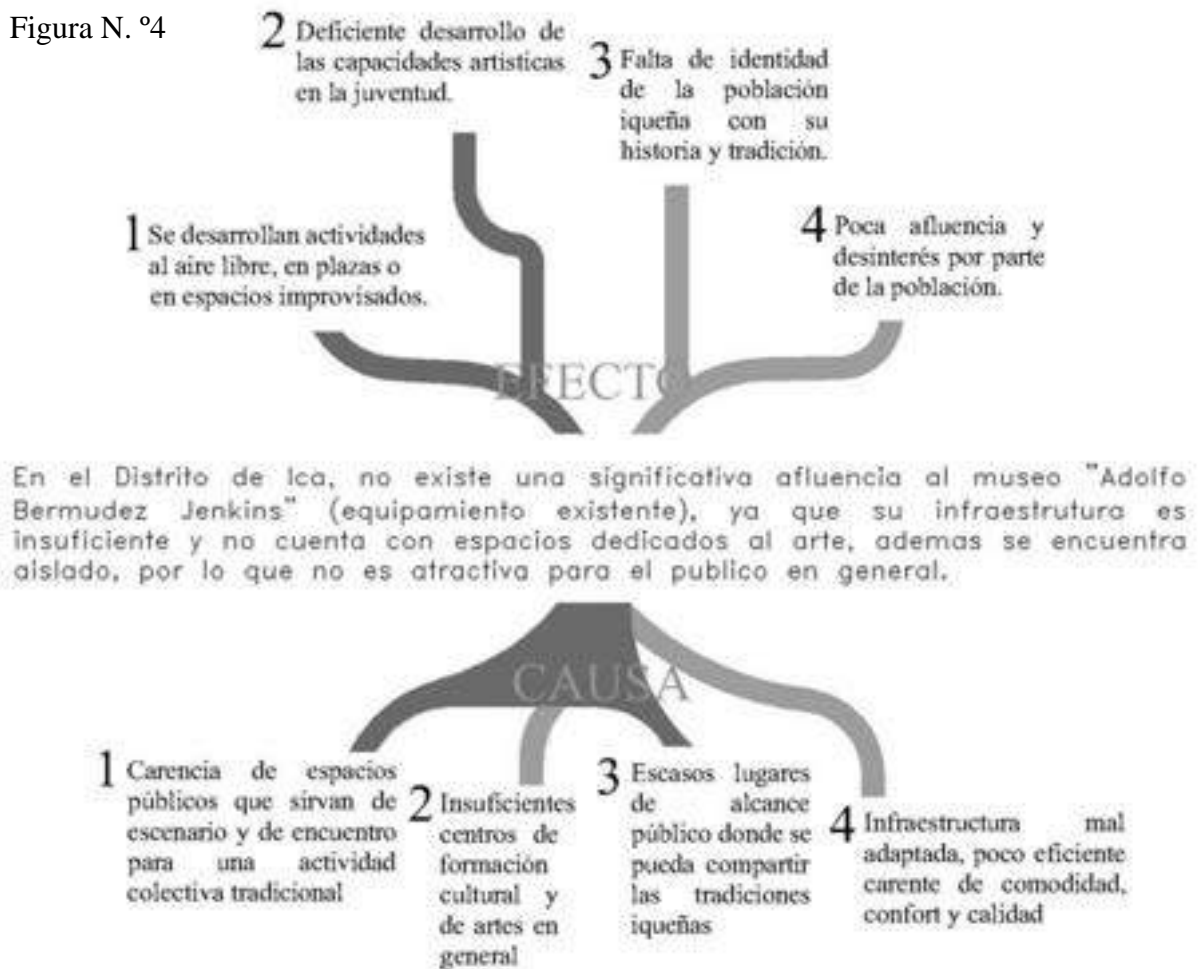 Figura N. º4
2 Deficiente desarrollo de
las capacidades artisticas
en la juventud.
3 Falta de identidad
de la población
iqueña con su
historia y tradición.
1 Se desarrollan actividades
al aire libre, en plazas o
en espacios improvisados.
4 Poca afluencia y
desinterés por parte
de la población.
EFECTO
En el Distrito de Ica, no existe una significativa afluencia al museo "Adolfo
Bermudez Jenkins" (equipamiento existente), ya que su infraestrutura es
insuficiente y no cuenta con espacios dedicados al arte, ademas se encuentra
aislado, por lo que no es atractiva para el publico en general.
CAUSA
1 Carencia de espacios
públicos que sirvan de
escenario y de encuentro
para una actividad
colectiva tradicional
2 Insuficientes
centros de
formación
cultural y
de artes en
general
3 Escasos lugares
de alcance
público donde se
pueda compartir
las tradiciones
iqueñas
4 Infraestructura mal
adaptada, poco eficiente
carente de comodidad,
confort y calidad